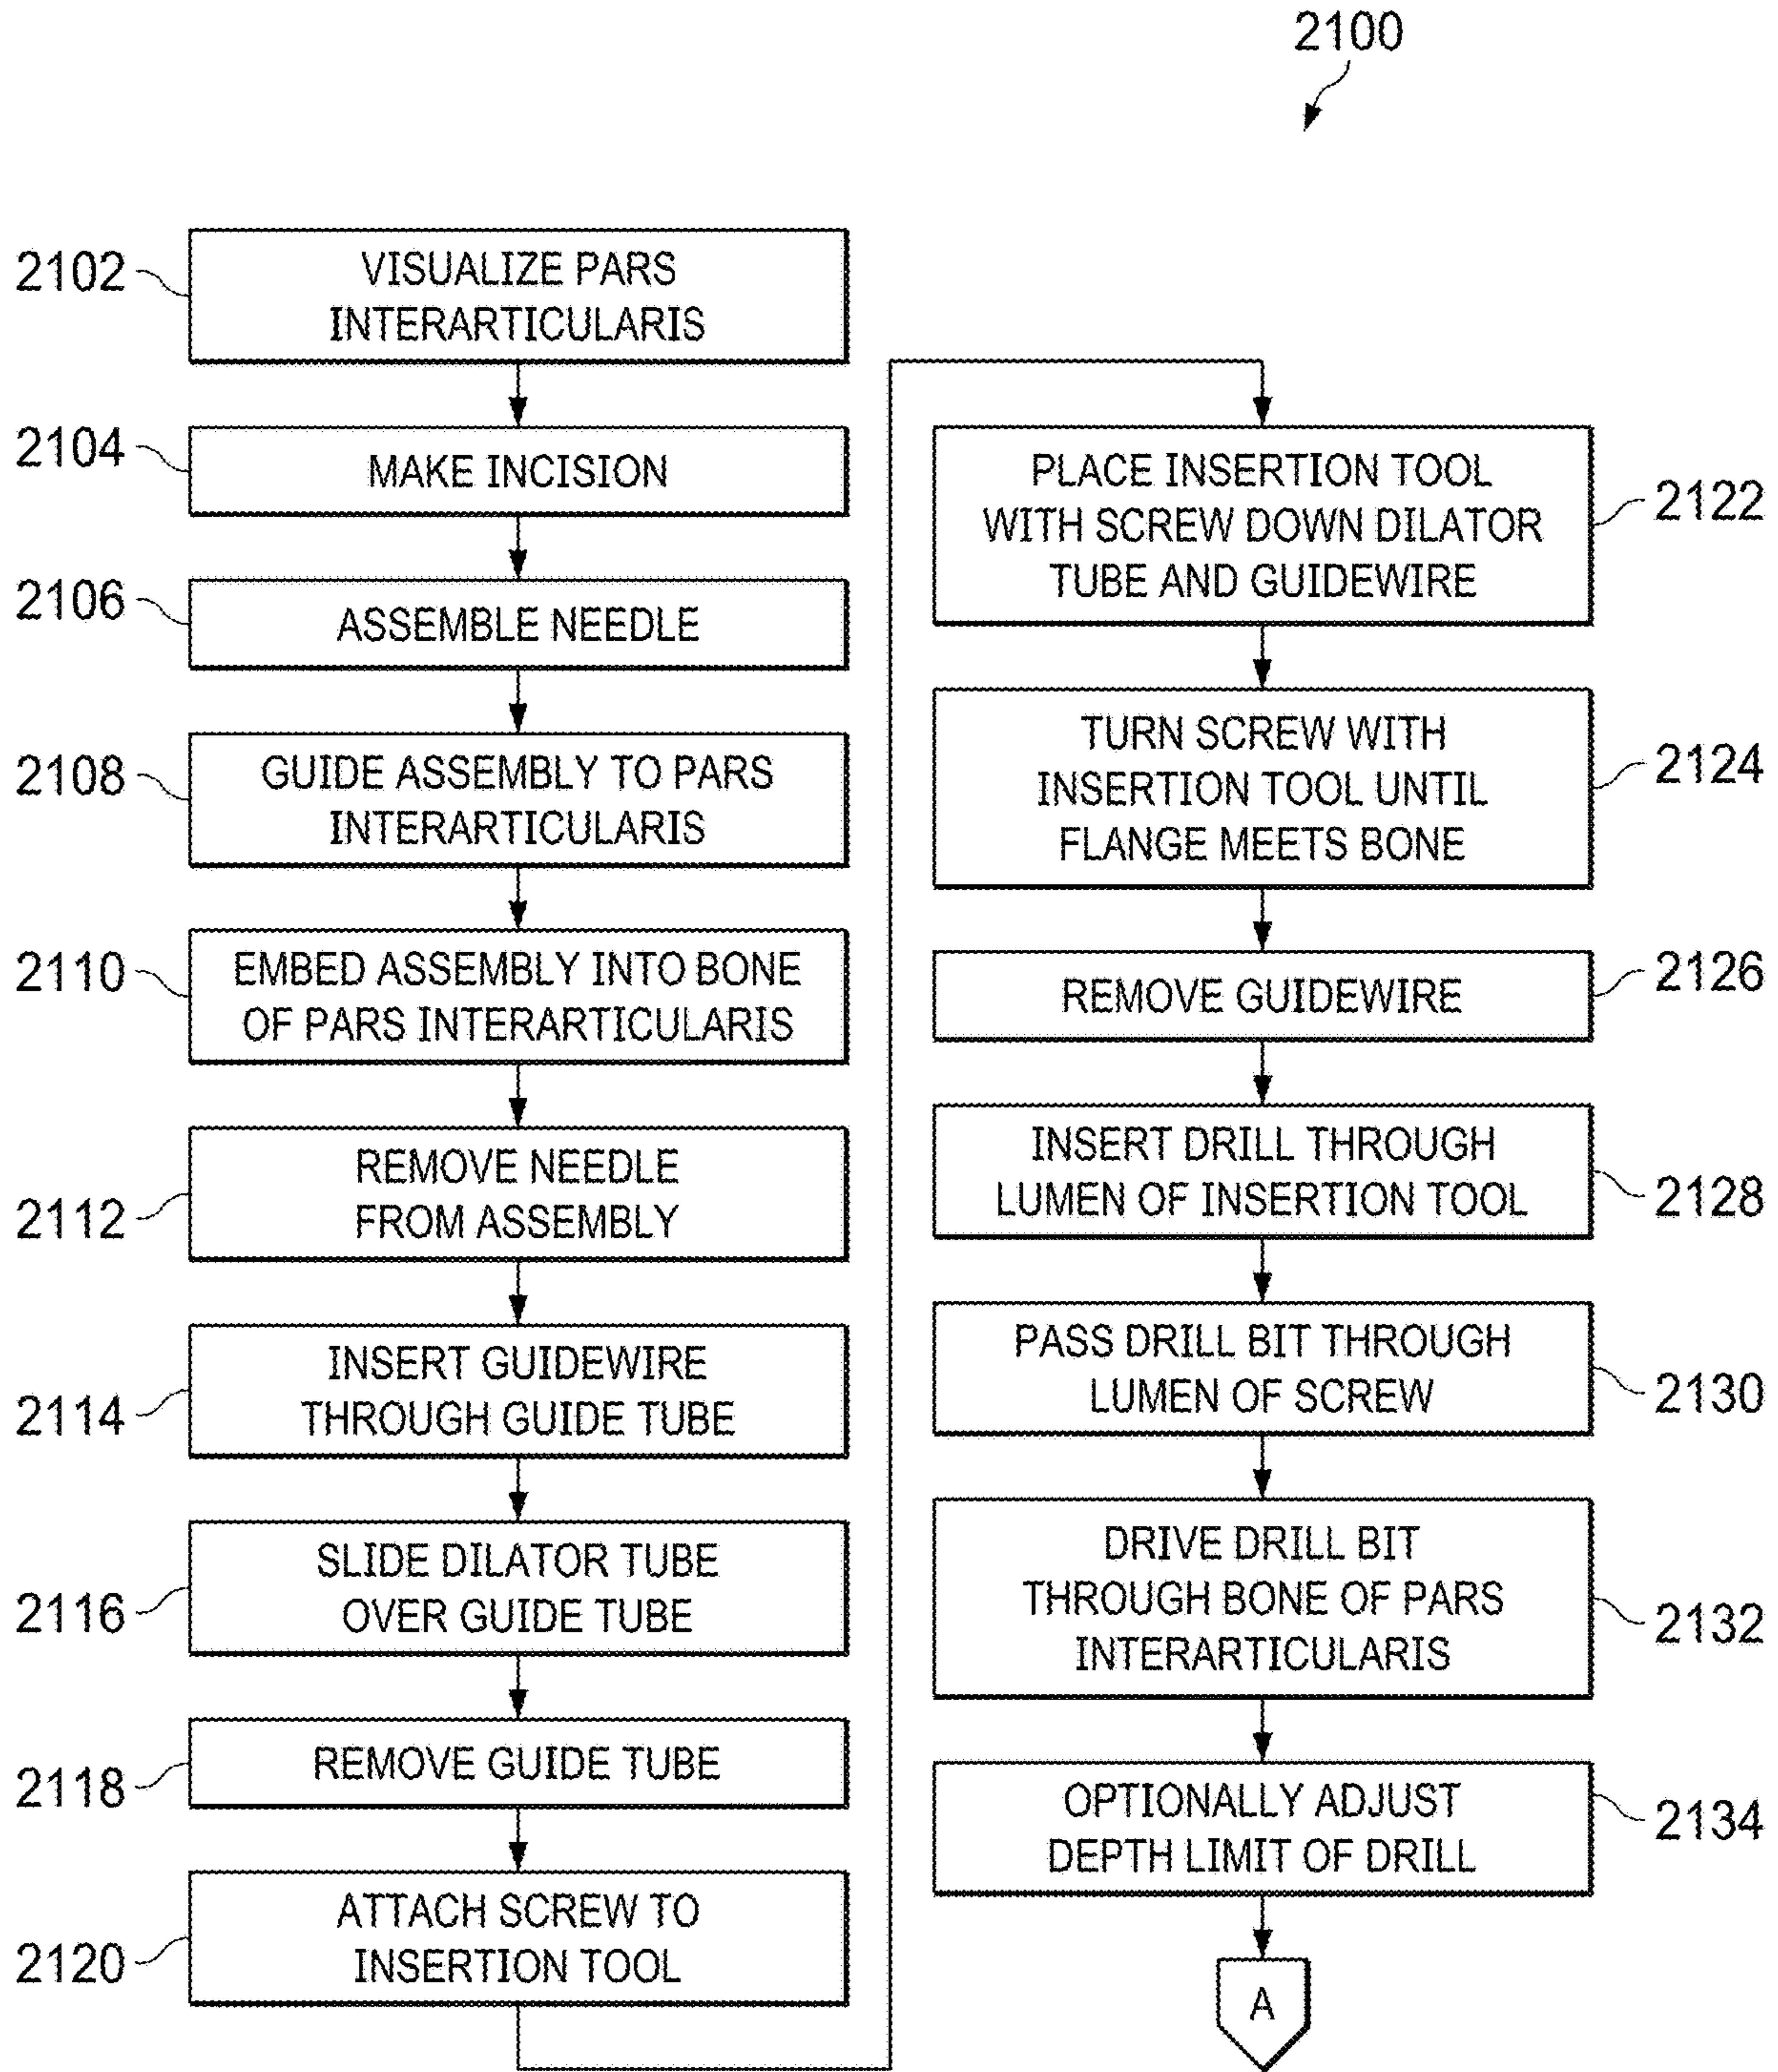 2100
2102
VISUALIZE PARS
INTERARTICULARIS
2104
MAKE INCISION
2106
ASSEMBLE NEEDLE
2108
GUIDE ASSEMBLY TO PARS
INTERARTICULARIS
2110
EMBED ASSEMBLY INTO BONE
OF PARS INTERARTICULARIS
2112
REMOVE NEEDLE
FROM ASSEMBLY
2114
INSERT GUIDEWIRE
THROUGH GUIDE TUBE
2116
SLIDE DILATOR TUBE
OVER GUIDE TUBE
2118
REMOVE GUIDE TUBE
2120
ATTACH SCREW TO
INSERTION TOOL
PLACE INSERTION TOOL
WITH SCREW DOWN DILATOR
TUBE AND GUIDEWIRE
2122
TURN SCREW WITH
INSERTION TOOL UNTIL
FLANGE MEETS BONE
2124
REMOVE GUIDEWIRE
2126
INSERT DRILL THROUGH
LUMEN OF INSERTION TOOL
2128
PASS DRILL BIT THROUGH
LUMEN OF SCREW
2130
DRIVE DRILL BIT
THROUGH BONE OF PARS
INTERARTICULARIS
2132
OPTIONALLY ADJUST
DEPTH LIMIT OF DRILL
2134
A